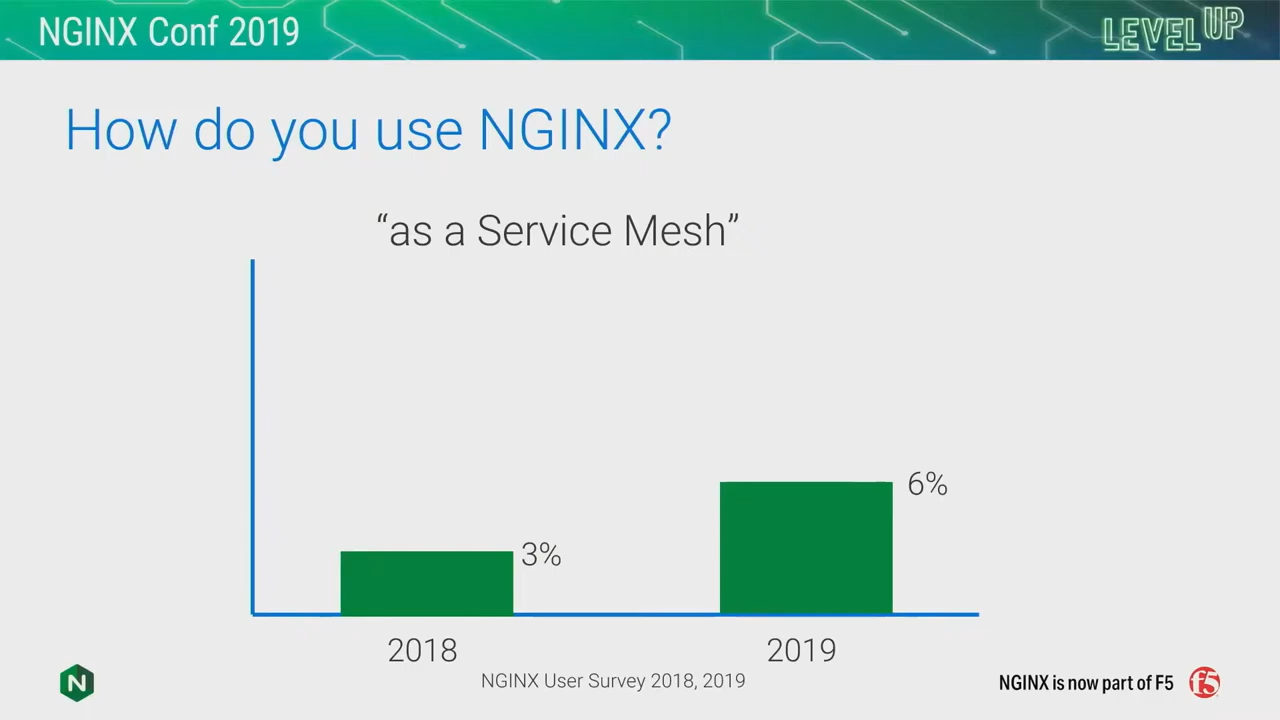 NGINX Conf 2019
LEVEL UP
How do you use NGINX?
“as a Service Mesh”
6%
3%
2018
2019
NGINX User Survey 2018, 2019
N
NGINX is now part of F5
f5